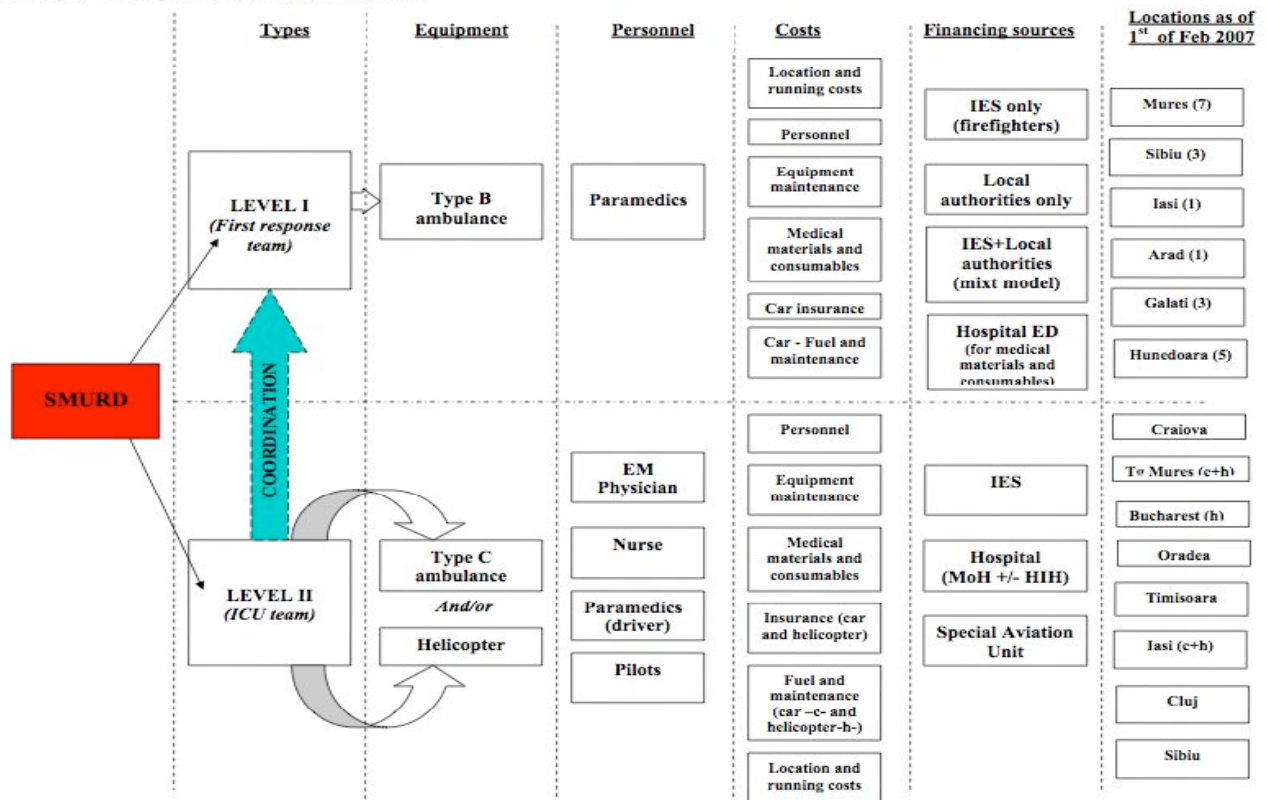 Types
Equipment
Personnel
Costs
Financing sources
Locations as of
1st of Feb 2007
SMURD
COORDINATION
LEVEL I
(First response
team)
Type B
ambulance
Paramedics
Location and
running costs
Personnel
Equipment
maintenance
Medical
materials and
consumables
Car insurance
Car - Fuel and
maintenance
IES only
(firefighters)
Local
authorities only
IES+Local
authorities
(mixt model)
Hospital ED
(for medical
materials and
consumables)
Mures (7)
Sibiu (3)
Iasi (1)
Arad (1)
Galati (3)
Hunedoara (5)
LEVEL II
(ICU team)
Type C
ambulance
And/or
Helicopter
EM
Physician
Nurse
Paramedics
(driver)
Pilots
Personnel
Equipment
maintenance
Medical
materials and
consumables
Insurance (car
and helicopter)
Fuel and
maintenance
(car –c- and
helicopter-h-)
Location and
running costs
IES
Hospital
(MoH +/- HIH)
Special Aviation
Unit
Craiova
Tg Mures (c+h)
Bucharest (h)
Oradea
Timisoara
Iasi (c+h)
Cluj
Sibiu